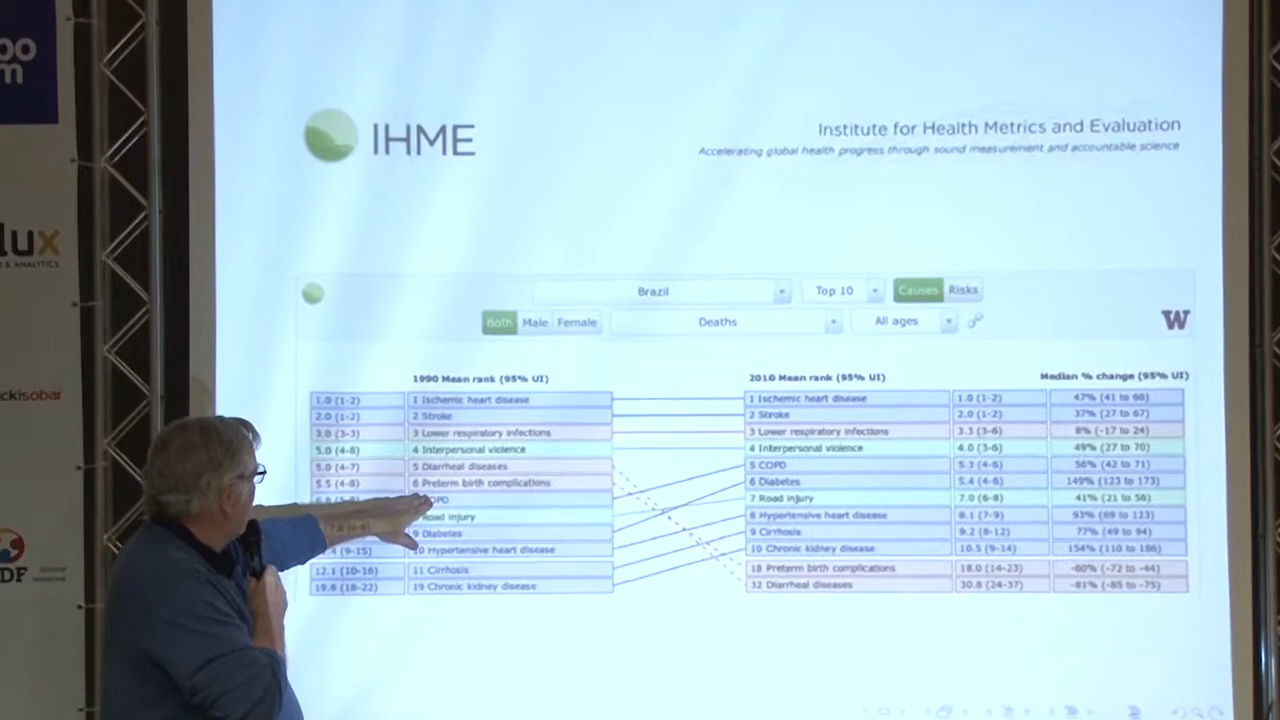 oo
m
lux
O & ANALYTICS
ckisobar
DF
IHME
Institute for Health Metrics and Evaluation
Accelerating global health progress through sound measurement and accountable science
Brazil Top 10 Causes Risks
Both Male Female Deaths All ages
W
1990 Mean rank (95% UI) 2010 Mean rank (95% UI) Median % change (95% UI)
1.0 (1-2) 1 Ischemic heart disease 1 Ischemic heart disease 1.0 (1-2) 47% (41 to 66)
2.0 (1-2) 2 Stroke 2 Stroke 2.0 (1-2) 37% (27 to 67)
3.0 (3-3) 3 Lower respiratory infections 3 Lower respiratory infections 3.3 (3-6) 8% (-17 to 24)
5.0 (4-8) 4 Interpersonal violence 4 Interpersonal violence 4.0 (3-6) 49% (27 to 70)
5.0 (4-7) 5 Diarrheal diseases 5 COPD 5.3 (4-6) 56% (42 to 71)
5.5 (4-8) 6 Preterm birth complications 6 Diabetes 5.4 (4-6) 149% (123 to 173)
OPD 7 Road injury 7.0 (6-8) 41% (21 to 56)
Road injury 8 Hypertensive heart disease 8.1 (7-9) 93% (69 to 123)
9 Diabetes 9 Cirrhosis 9.2 (8-12) 77% (49 to 94)
(9-15) 10 Hypertensive heart disease 10 Chronic kidney disease 10.5 (9-14) 154% (110 to 186)
12.1 (10-16) 11 Cirrhosis 18 Preterm birth complications 18.0 (14-23) -60% (-72 to -44)
19.6 (18-22) 19 Chronic kidney disease 32 Diarrheal diseases 30.8 (24-37) -81% (-85 to -75)